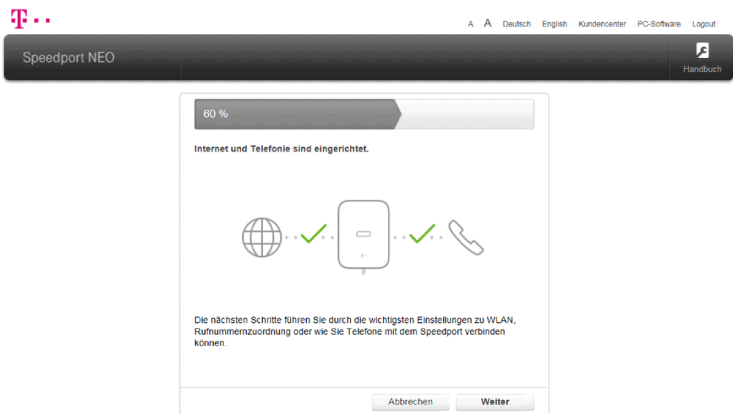 T
A A Deutsch English Kundencenter PC-Software Logout
Speedport NEO
Handbuch
60 %
Internet und Telefonie sind eingerichtet.
Die nächsten Schritte führen Sie durch die wichtigsten Einstellungen zu WLAN,
Rufnummernzuordnung oder wie Sie Telefone mit dem Speedport verbinden
können.
Abbrechen Weiter